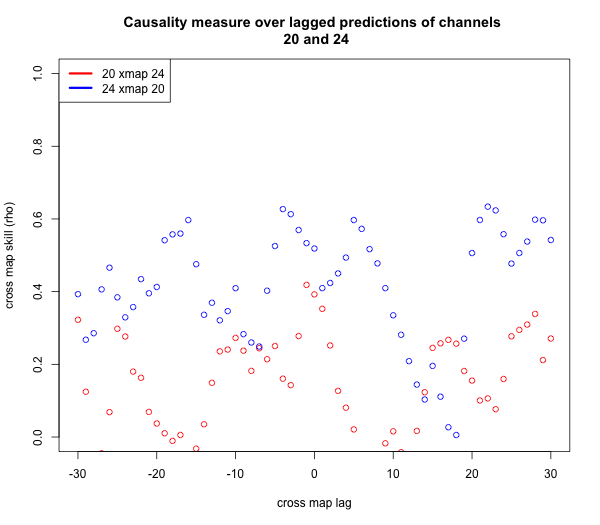 Causality measure over lagged predictions of channels
20 and 24
20 xmap 24
24 xmap 20
1.0
0.8
0.6
0.4
0.2
0.0
cross map skill (rho)
-30 -20 -10 0 10 20 30
cross map lag